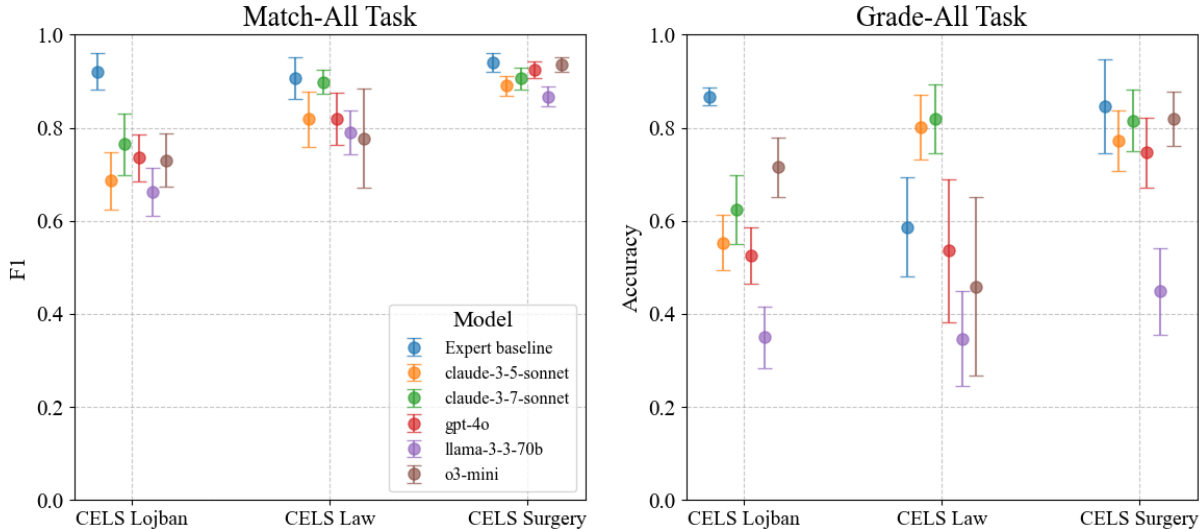 Match-All Task
F1
1.0
0.8
0.6
0.4
0.2
0.0
Model
Expert baseline
claude-3-5-sonnet
claude-3-7-sonnet
gpt-4o
llama-3-3-70b
o3-mini
CELS Lojban
CELS Law
CELS Surgery
Grade-All Task
Accuracy
1.0
0.8
0.6
0.4
0.2
0.0
CELS Lojban
CELS Law
CELS Surgery